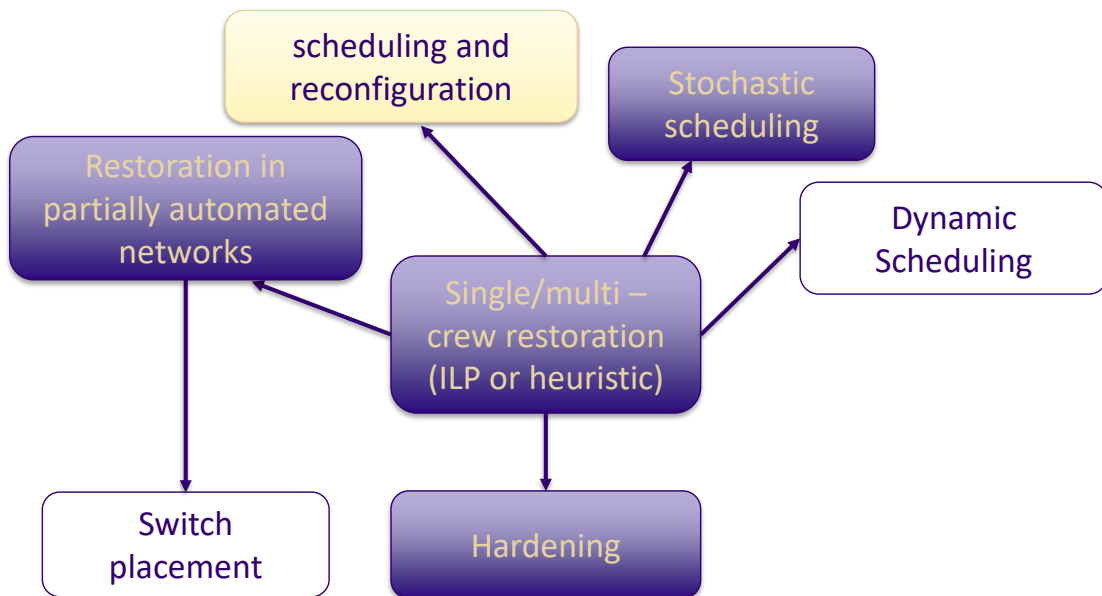 scheduling and
reconfiguration
Stochastic
scheduling
Restoration in
partially automated
networks
Dynamic
Scheduling
Single/multi –
crew restoration
(ILP or heuristic)
Switch
placement
Hardening